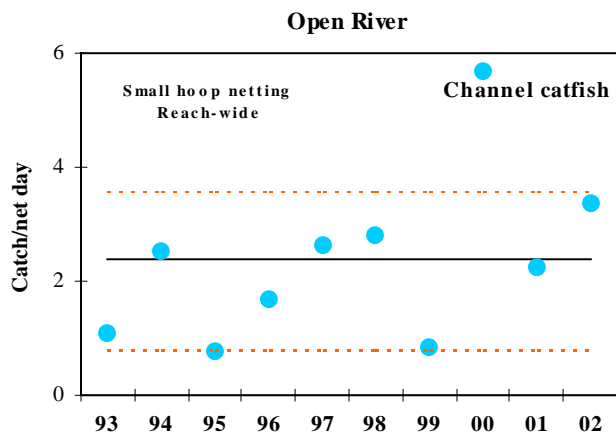 Open River
6
Small hoop netting
Reach-wide
Channel catfish
4
Catch/net day
2
0
93 94 95 96 97 98 99 00 01 02